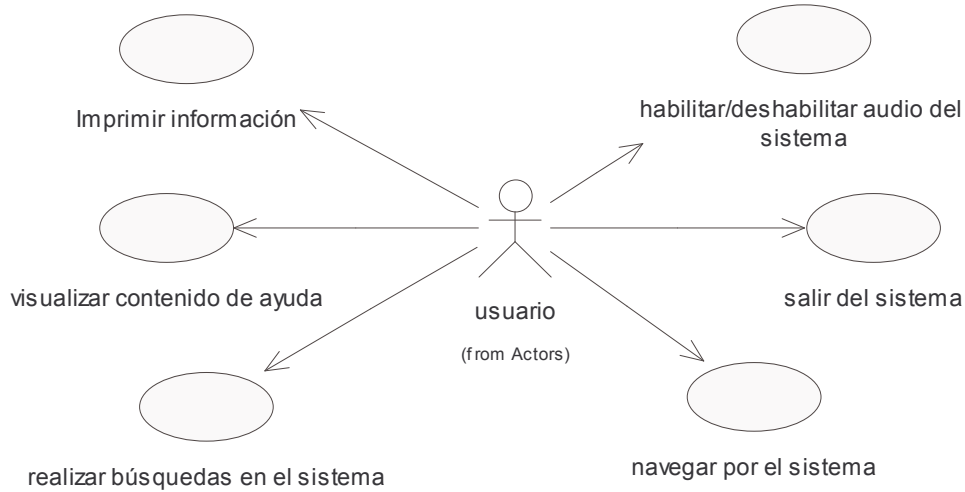 Imprimir información
habilitar/deshabilitar audio del
sistema
visualizar contenido de ayuda
salir del sistema
usuario
(from Actors)
realizar búsquedas en el sistema
navegar por el sistema